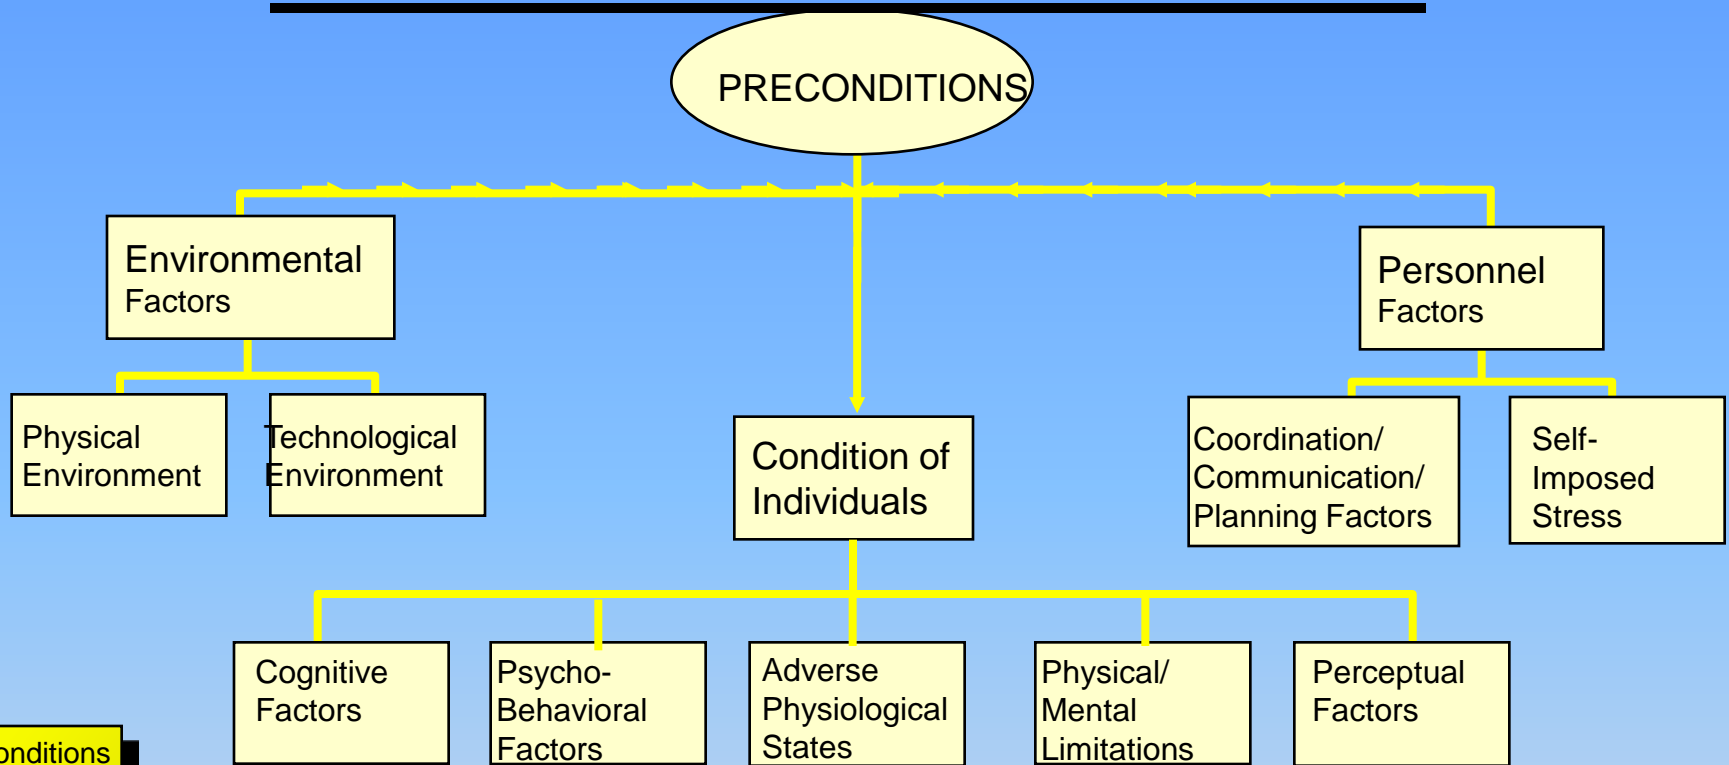 PRECONDITIONS
Environmental
Factors
Personnel
Factors
Physical
Environment
Technological
Environment
Condition of
Individuals
Coordination/
Communication/
Planning Factors
Self-
Imposed
Stress
Cognitive
Factors
Psycho-
Behavioral
Factors
Adverse
Physiological
States
Physical/
Mental
Limitations
Perceptual
Factors
onditions